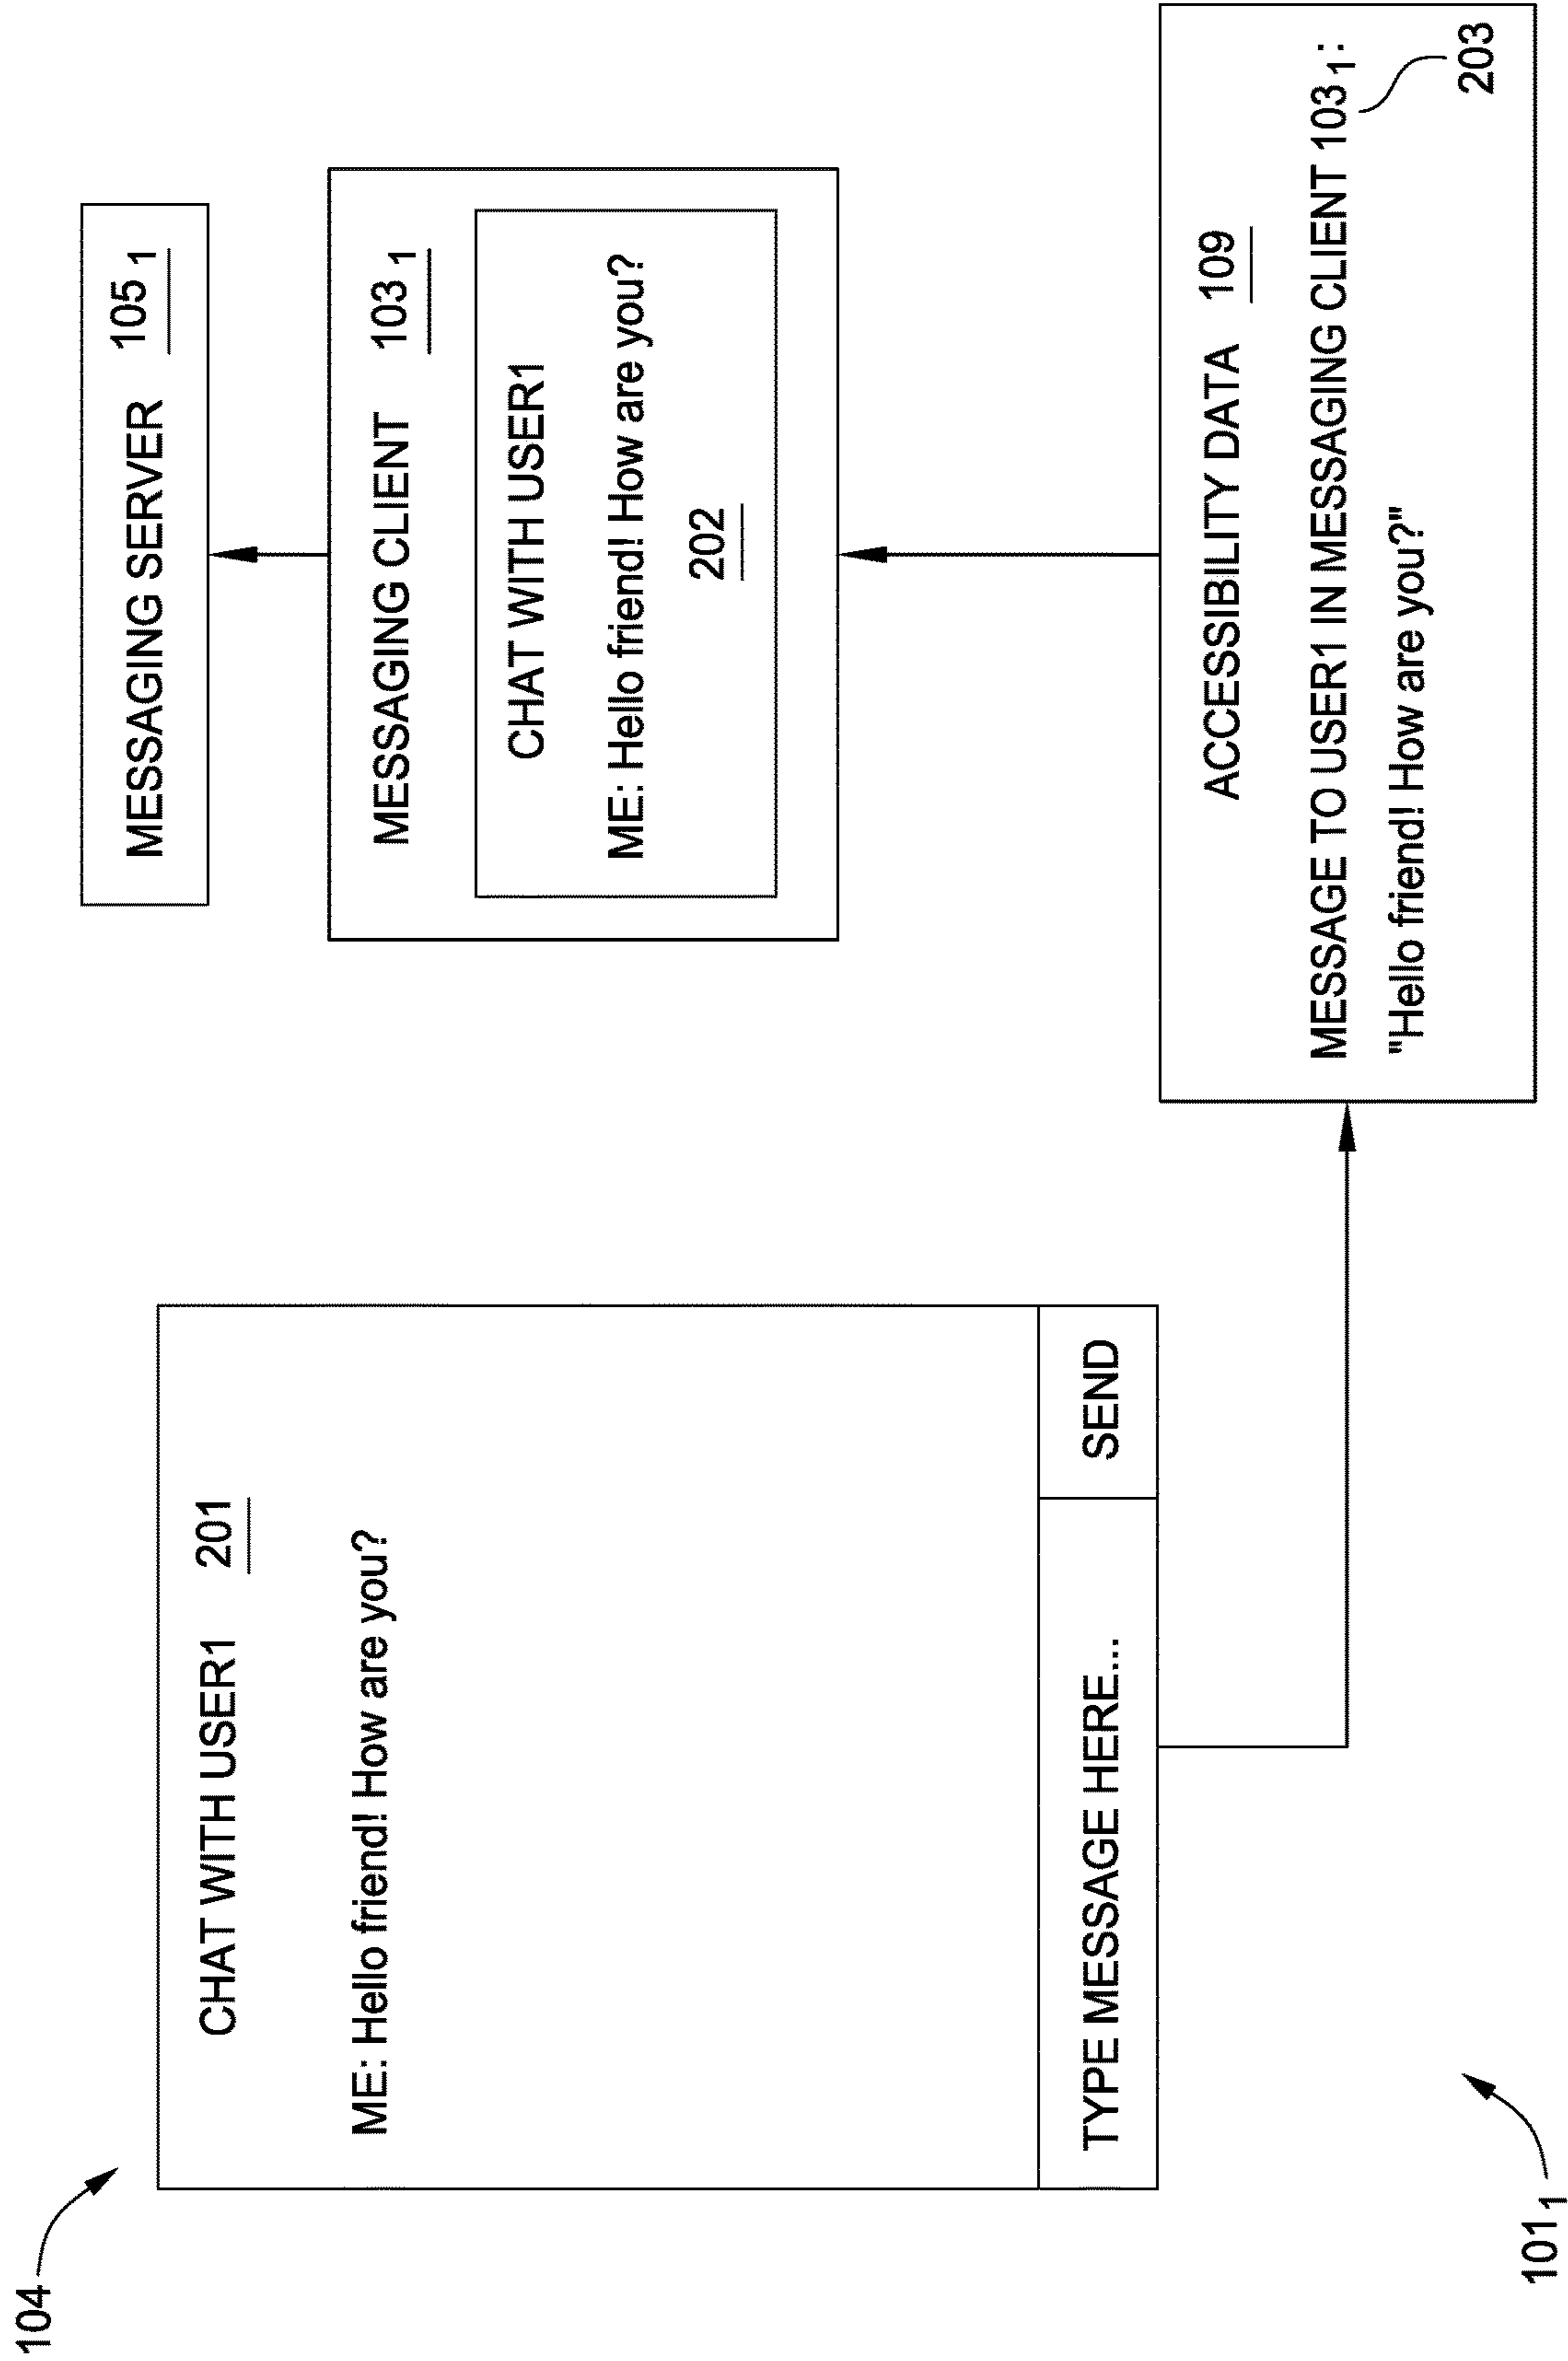 104
CHAT WITH USER1 201
ME: Hello friend! How are you?
TYPE MESSAGE HERE...
SEND
101₁
MESSAGING SERVER 105₁
MESSAGING CLIENT 103₁
CHAT WITH USER1
ME: Hello friend! How are you?
202
ACCESSIBILITY DATA 109
MESSAGE TO USER1 IN MESSAGING CLIENT 103₁:
"Hello friend! How are you?"
203